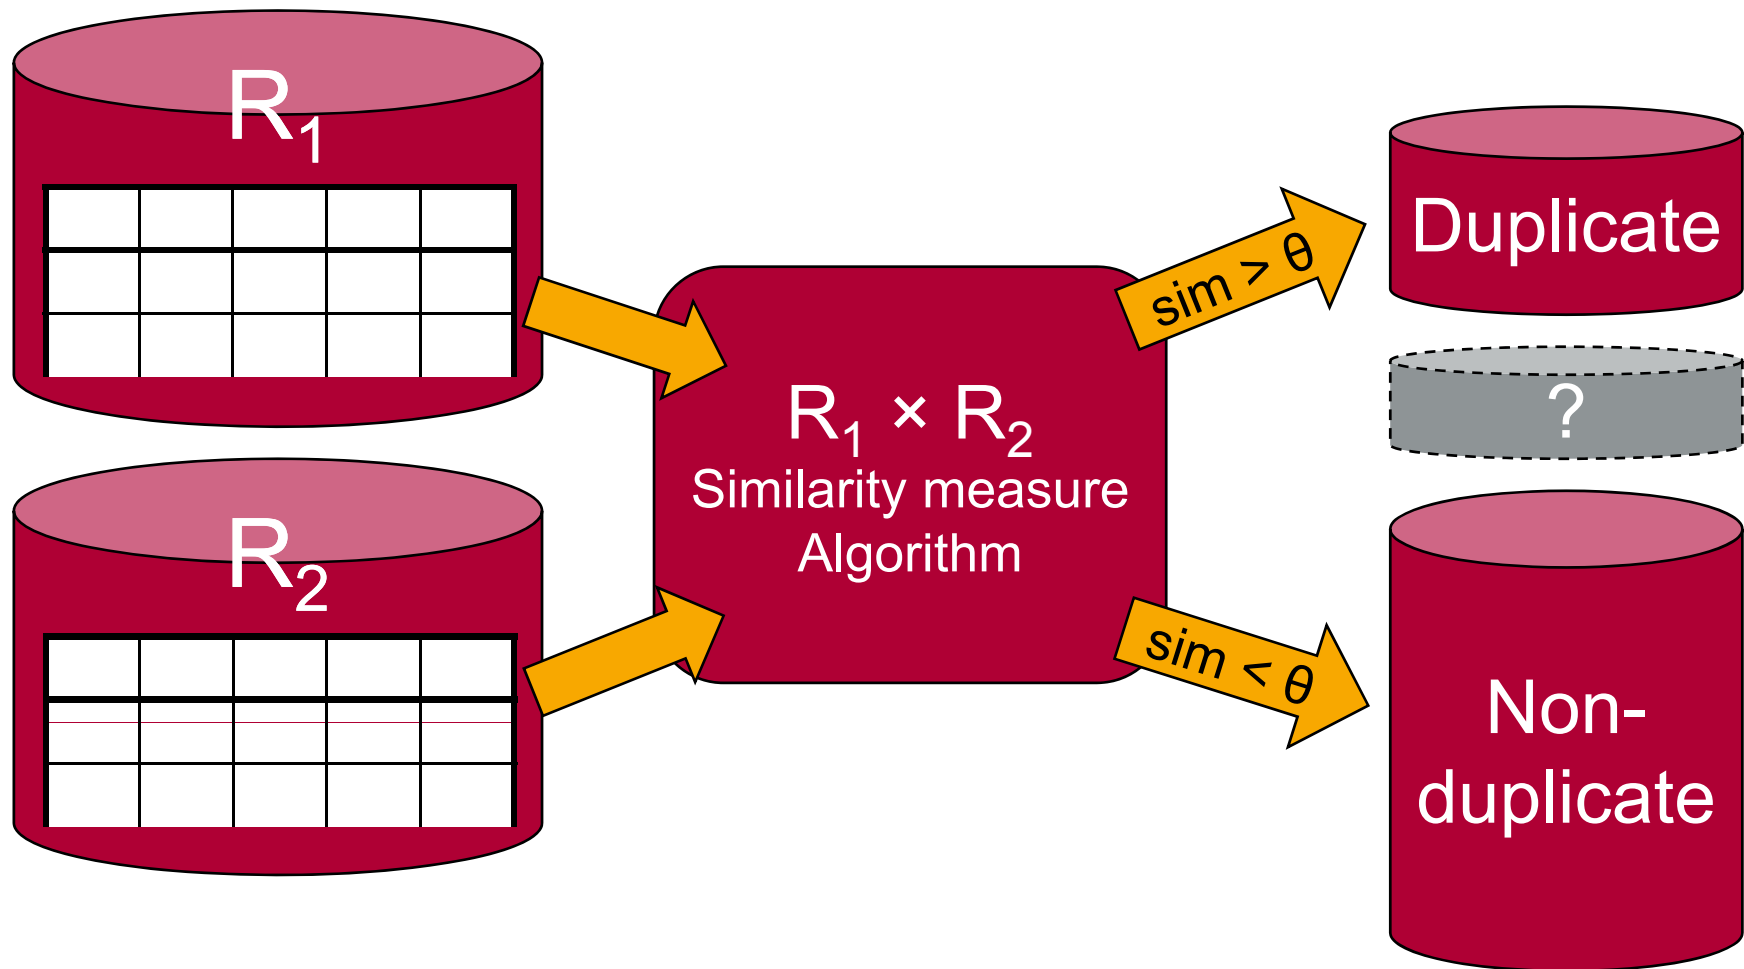 R₁
R₂
R₁ × R₂
Similarity measure
Algorithm
sim > θ
sim < θ
Duplicate
?
Non-
duplicate